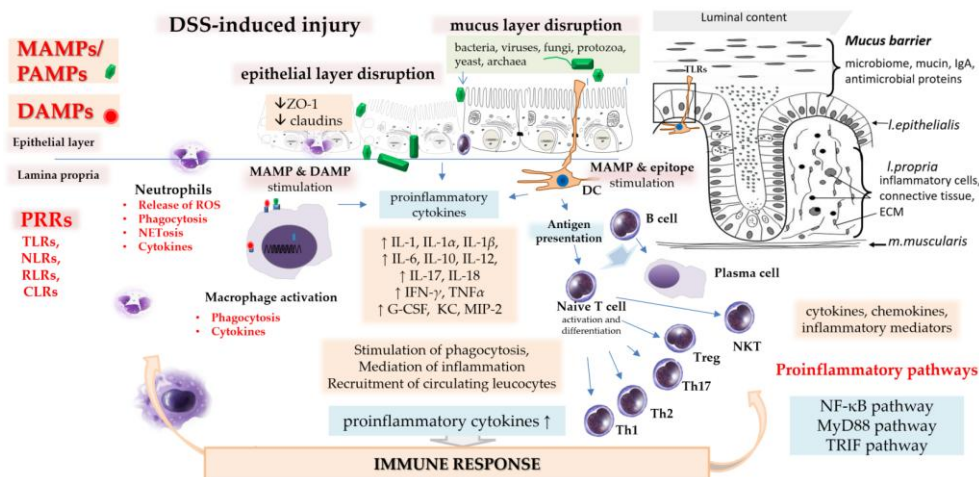 DSS-induced injury
mucus layer disruption
Luminal content
MAMPs/
PAMPs
DAMPs
Epithelial layer
Lamina propria
epithelial layer disruption
bacteria, viruses, fungi, protozoa,
yeast, archaea
↓ZO-1
↓ claudins
Mucus barrier
microbiome, mucin, IgA,
antimicrobial proteins
TLRs
l.epithelialis
l.propria
inflammatory cells,
connective tissue,
ECM
m.muscularis
PRRs
TLRs,
NLRs,
RLRs,
CLRs
Neutrophils
• Release of ROS
• Phagocytosis
• NETosis
• Cytokines
MAMP & DAMP
stimulation
Macrophage activation
• Phagocytosis
• Cytokines
proinflammatory
cytokines
↑ IL-1, IL-1α, IL-1β,
↑ IL-6, IL-10, IL-12,
↑ IL-17, IL-18
↑ IFN-γ, TNFα
↑ G-CSF, KC, MIP-2
MAMP & epitope
stimulation
DC
Antigen
presentation
B cell
Plasma cell
Naive T cell
activation and
differentiation
NKT
Treg
Th17
Th2
Th1
Stimulation of phagocytosis,
Mediation of inflammation
Recruitment of circulating leucocytes
proinflammatory cytokines ↑
cytokines, chemokines,
inflammatory mediators
Proinflammatory pathways
NF-κB pathway
MyD88 pathway
TRIF pathway
IMMUNE RESPONSE